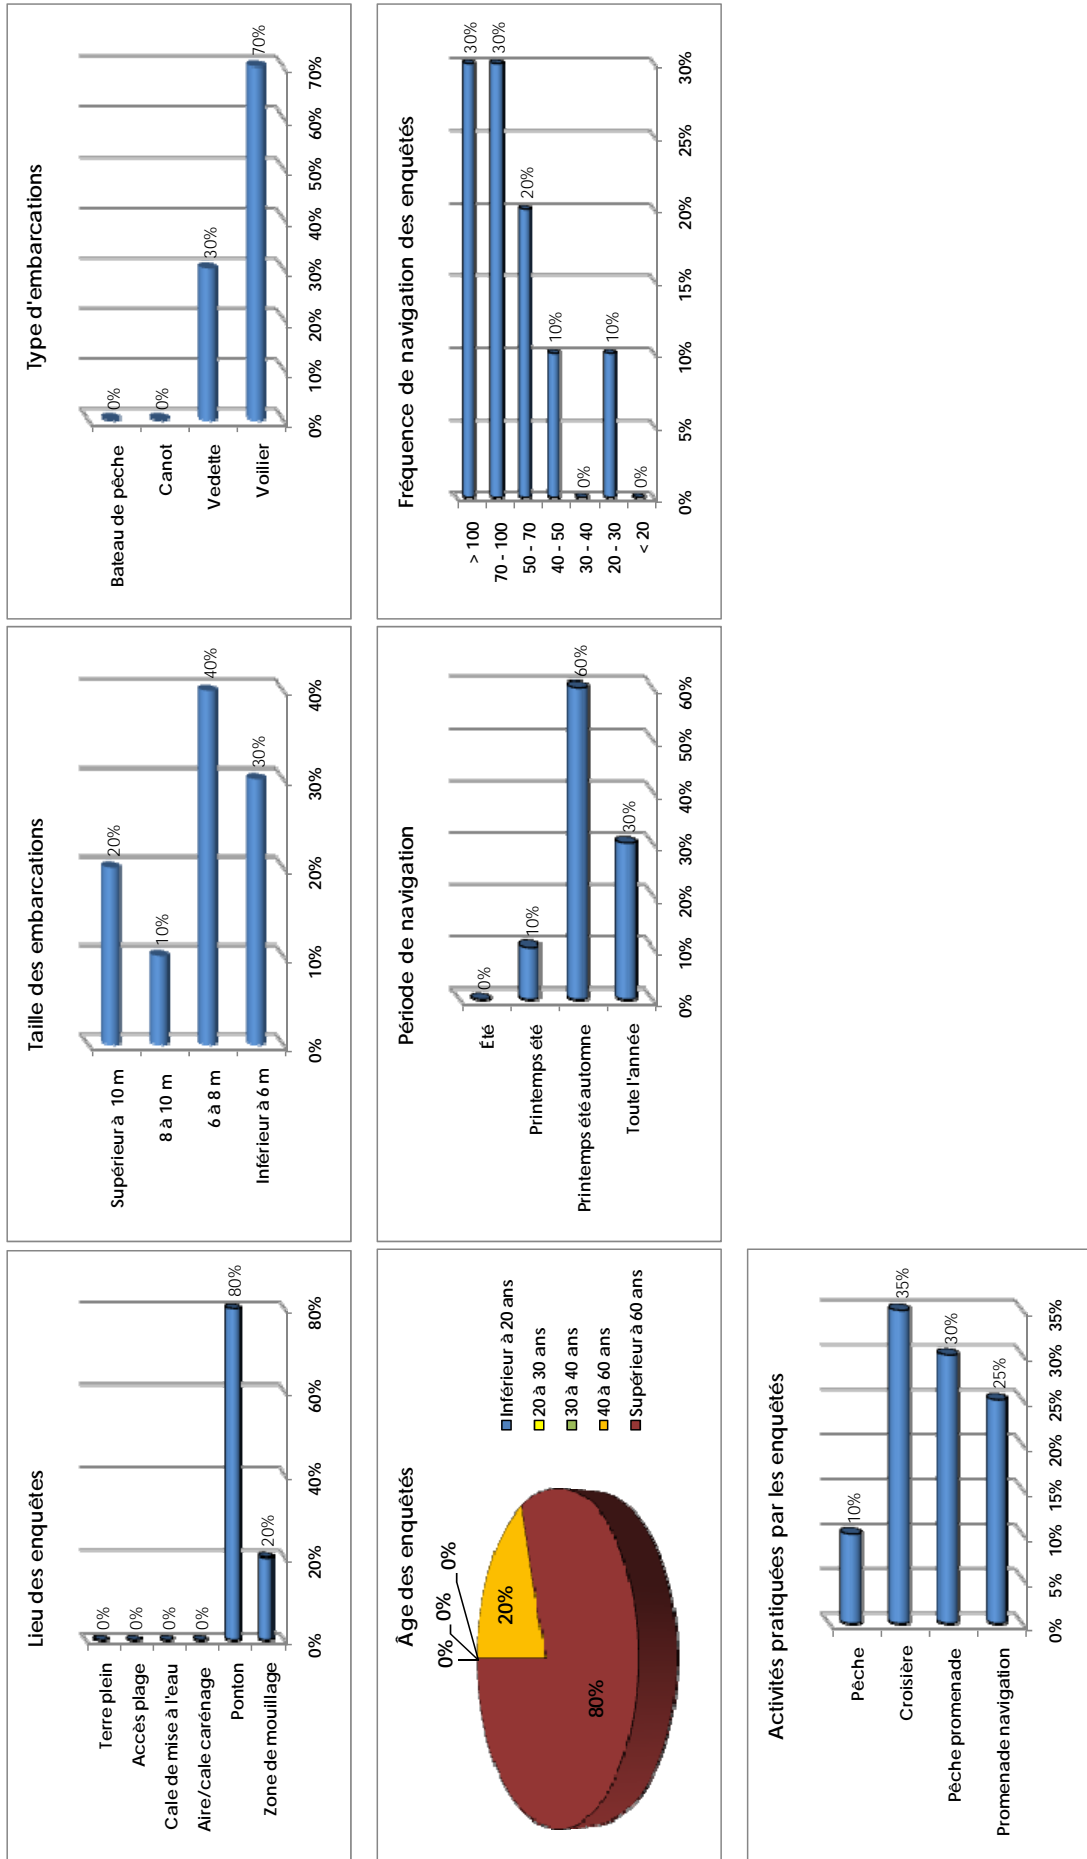 Lieu des enquêtes
Terre plein
0%
Accès plage
0%
Cale de mise à l'eau
0%
Aire/cale carénage
0%
Ponton
80%
Zone de mouillage
20%
0% 20% 40% 60% 80%
Taille des embarcations
Supérieur à 10 m
20%
8 à 10 m
10%
6 à 8 m
40%
Inférieur à 6 m
30%
0% 10% 20% 30% 40%
Type d'embarcations
Bateau de pêche
0%
Canot
0%
Vedette
30%
Voilier
70%
0% 10% 20% 30% 40% 50% 60% 70%
Âge des enquêtés
0% 0% 0%
20%
80%
Inférieur à 20 ans
20 à 30 ans
30 à 40 ans
40 à 60 ans
Supérieur à 60 ans
Période de navigation
Été
0%
Printemps été
10%
Printemps été automne
60%
Toute l'année
30%
0% 10% 20% 30% 40% 50% 60%
Fréquence de navigation des enquêtés
> 100
30%
70 - 100
30%
50 - 70
20%
40 - 50
10%
30 - 40
0%
20 - 30
10%
< 20
0%
0% 5% 10% 15% 20% 25% 30%
Activités pratiquées par les enquêtés
Pêche
10%
Croisière
35%
Pêche promenade
30%
Promenade navigation
25%
0% 5% 10% 15% 20% 25% 30% 35%